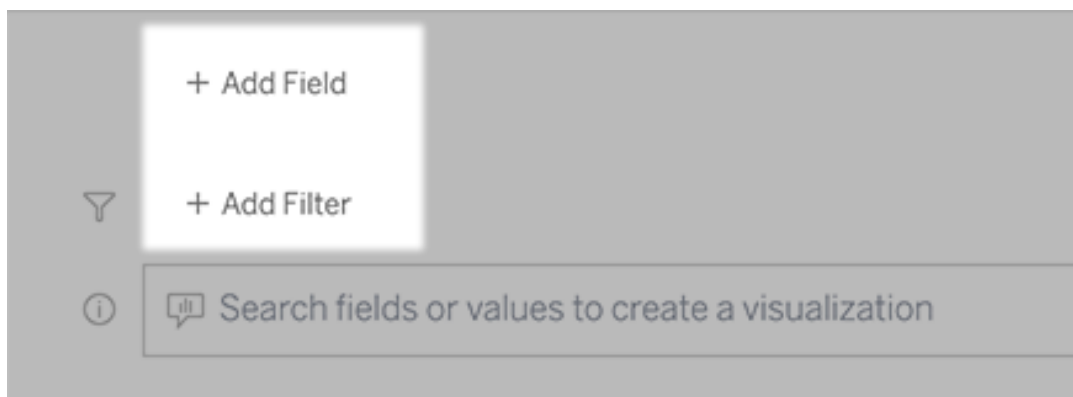 + Add Field
+ Add Filter
Search fields or values to create a visualization